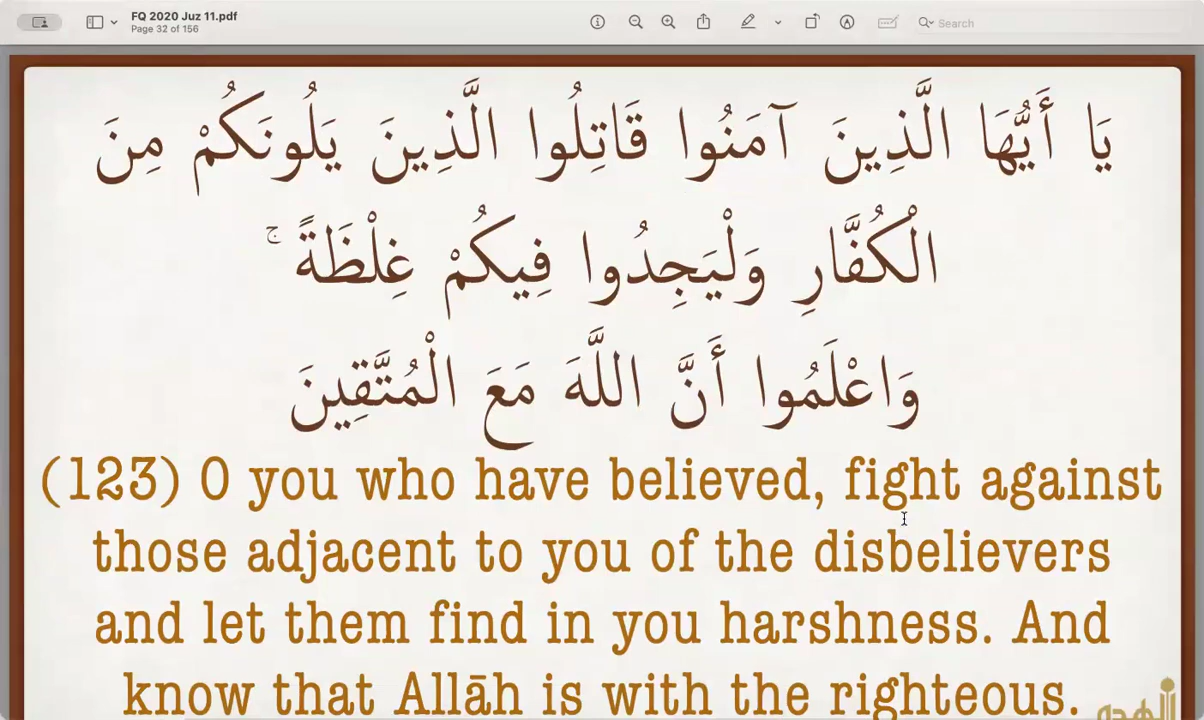 FQ 2020 Juz 11.pdf
Page 32 of 156
Search
يَا أَيُّهَا الَّذِينَ آمَنُوا قَاتِلُوا الَّذِينَ يَلُونَكُمْ مِنَ
الْكُفَّارِ وَلْيَجِدُوا فِيكُمْ غِلْظَةً ۚ
وَاعْلَمُوا أَنَّ اللَّهَ مَعَ الْمُتَّقِينَ
(123) O you who have believed, fight against
those adjacent to you of the disbelievers
and let them find in you harshness. And
know that Allāh is with the righteous.
الهدى